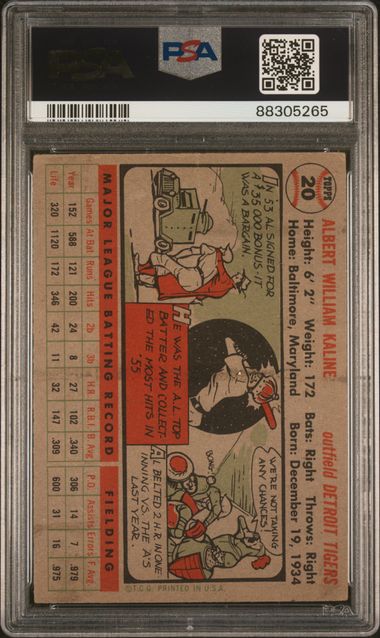 PSA
PSA
88305265
TOPPS
20
ALBERT WILLIAM KALINE
outfield DETROIT TIGERS
Height: 6' 2" Weight: 172 Bats: Right Throws: Right
Home: Baltimore, Maryland Born: December 19, 1934
IN 53 AL SIGNED FOR
A $35 000 BONUS - IT
WAS A BARGAIN.
HE WAS THE A.L. TOP
BATTER AND COLLECT-
ED THE MOST HITS IN
'55.
WE'RE NOT TAKING
ANY CHANCES
AL BELTED 2 H.R. IN ONE
INNING VS. THE A'S
LAST YEAR.
MAJOR LEAGUE BATTING RECORD FIELDING
Games At Bat Runs Hits 2b 3b H.R. R.B.I. B. Avg. P.O. Assists Errors F. Avg.
Year 152 588 121 200 24 8 27 102 .340 306 14 7 .979
Life 320 1120 172 346 42 11 32 147 .309 600 31 16 .975
© T.C.G. PRINTED IN U.S.A.